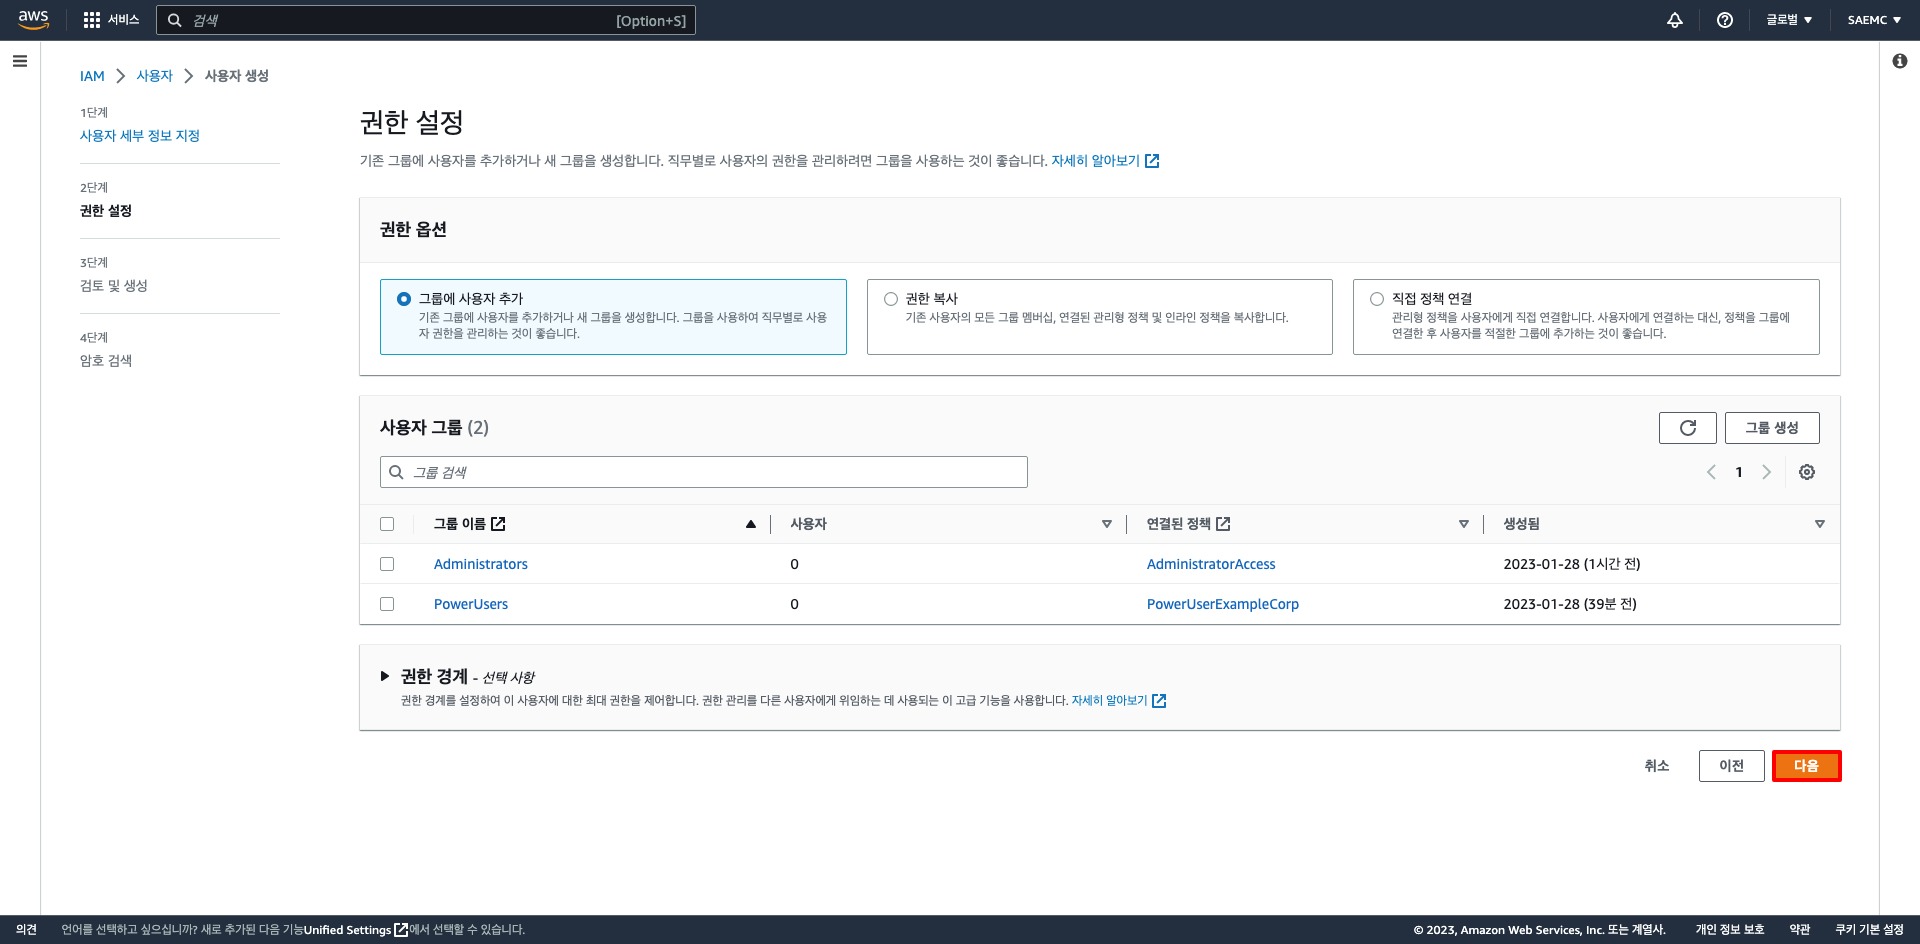 aws
서비스
검색
[Option+S]
글로벌 ▼
SAEMC ▼
IAM > 사용자 > 사용자 생성
1단계
사용자 세부 정보 지정
2단계
권한 설정
3단계
검토 및 생성
4단계
암호 검색
권한 설정
기존 그룹에 사용자를 추가하거나 새 그룹을 생성합니다. 직무별로 사용자의 권한을 관리하려면 그룹을 사용하는 것이 좋습니다. 자세히 알아보기
권한 옵션
그룹에 사용자 추가
기존 그룹에 사용자를 추가하거나 새 그룹을 생성합니다. 그룹을 사용하여 직무별로 사용
자 권한을 관리하는 것이 좋습니다.
권한 복사
기존 사용자의 모든 그룹 멤버십, 연결된 관리형 정책 및 인라인 정책을 복사합니다.
직접 정책 연결
관리형 정책을 사용자에게 직접 연결합니다. 사용자에게 연결하는 대신, 정책을 그룹에
연결한 후 사용자를 적절한 그룹에 추가하는 것이 좋습니다.
사용자 그룹 (2)
그룹 생성
그룹 검색
1
그룹 이름 사용자 연결된 정책 생성됨
Administrators 0 AdministratorAccess 2023-01-28 (1시간 전)
PowerUsers 0 PowerUserExampleCorp 2023-01-28 (39분 전)
권한 경계 - 선택 사항
권한 경계를 설정하여 이 사용자에 대한 최대 권한을 제어합니다. 권한 관리를 다른 사용자에게 위임하는 데 사용되는 이 고급 기능을 사용합니다. 자세히 알아보기
취소
이전
다음
의견
언어를 선택하고 싶으십니까? 새로 추가된 다음 기능Unified Settings에서 선택할 수 있습니다.
© 2023, Amazon Web Services, Inc. 또는 계열사.
개인 정보 보호
약관
쿠키 기본 설정